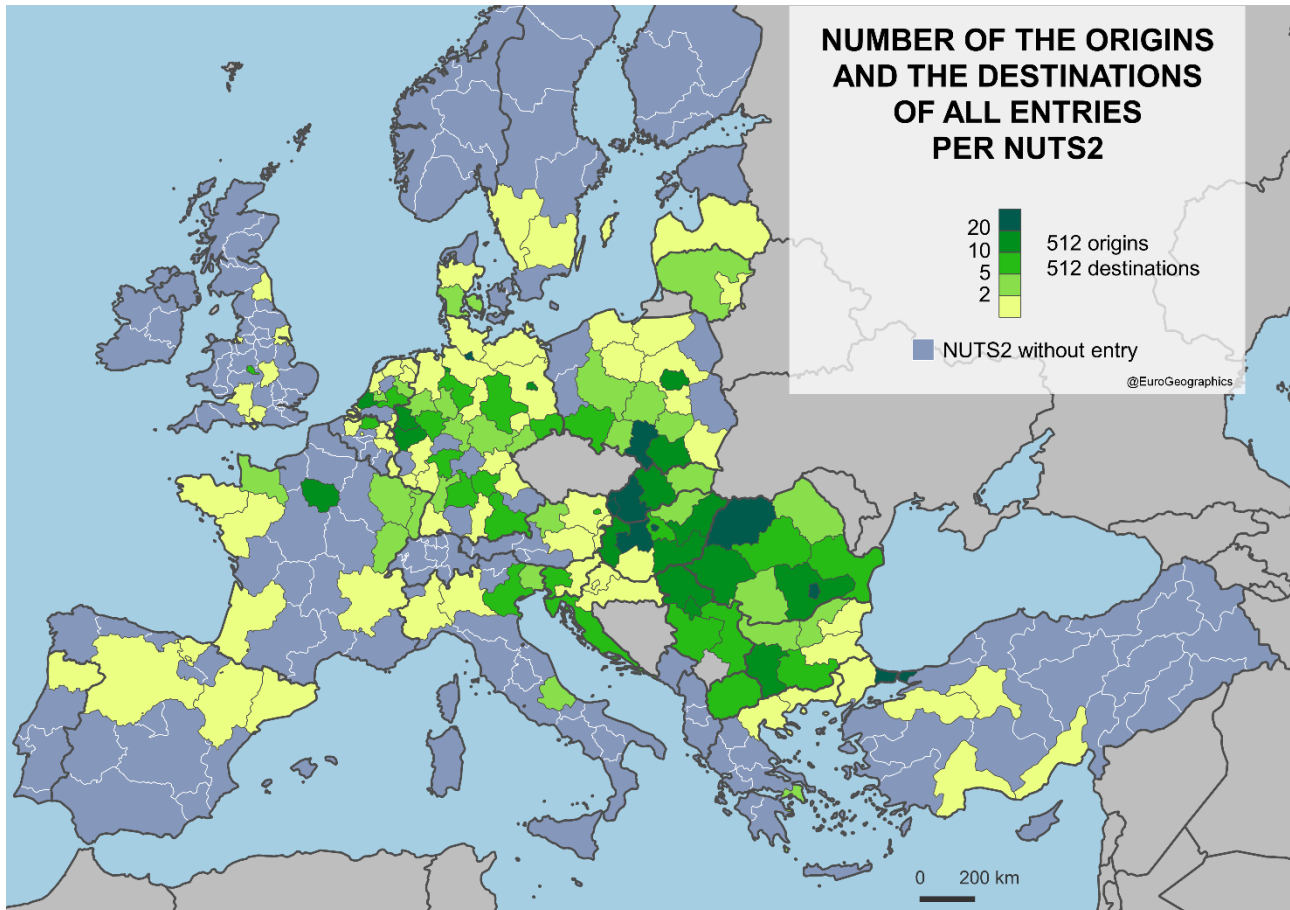 NUMBER OF THE ORIGINS
AND THE DESTINATIONS
OF ALL ENTRIES
PER NUTS2
20
10
5
2
512 origins
512 destinations
NUTS2 without entry
@EuroGeographics
0 200 km